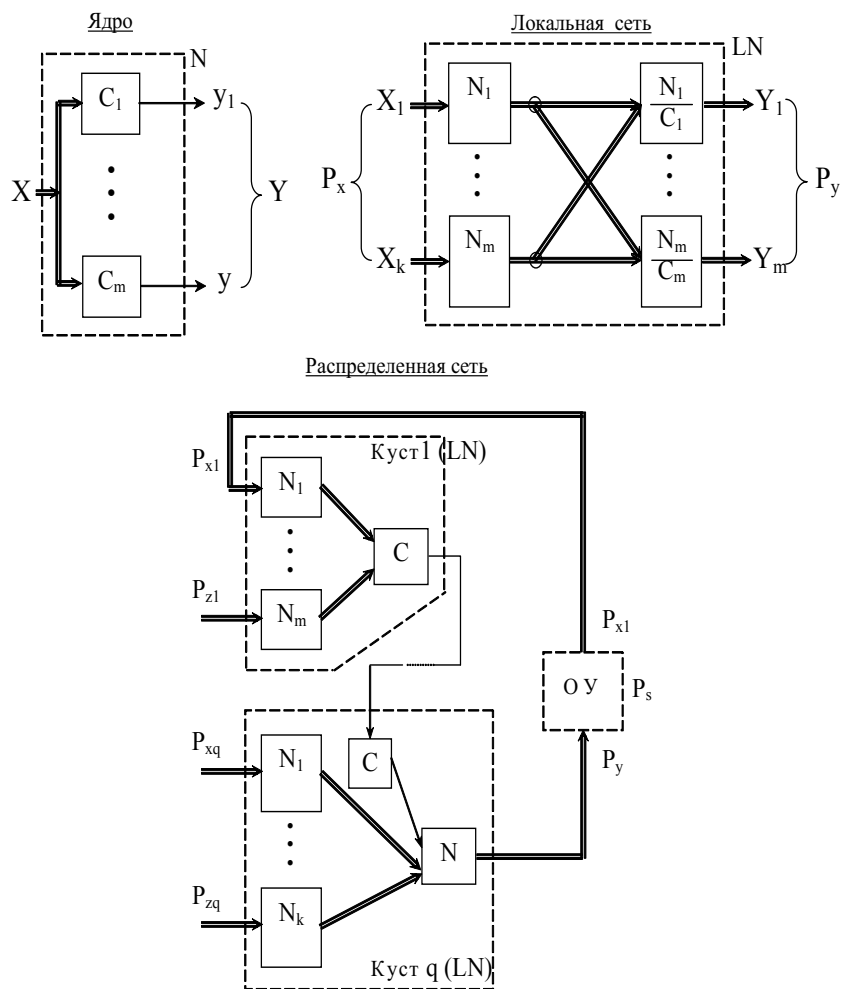 Ядро
N
C1
y1
X
Y
Cm
y
Локальная сеть
LN
X1
N1
N1
C1
Y1
Px
Py
Xk
Nm
Nm
Cm
Ym
Распределенная сеть
Куст1 (LN)
Px1
N1
C
Pz1
Nm
Px1
ОУ
Ps
Py
Pxq
N1
C
N
Pzq
Nk
Куст q (LN)